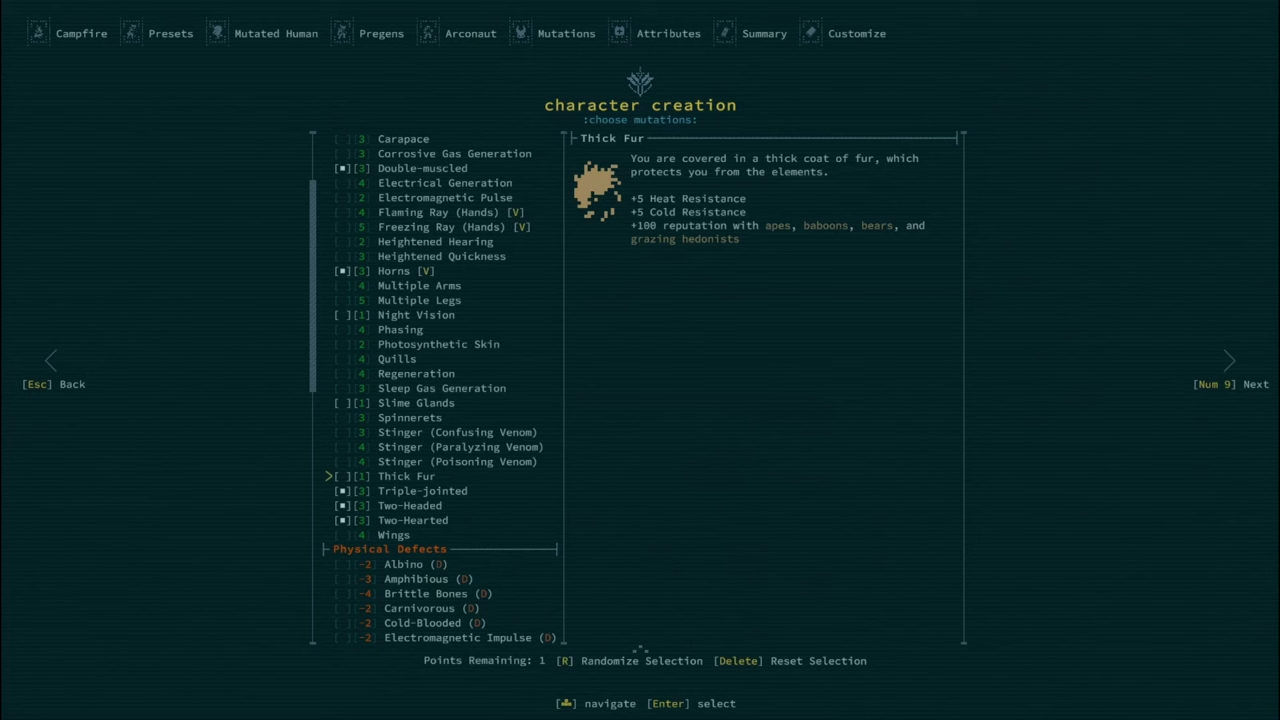 Campfire Presets Mutated Human Pregens Arconaut Mutations Attributes Summary Customize
character creation
:choose mutations:
[ ][3] Carapace
[ ][3] Corrosive Gas Generation
[■][3] Double-muscled
[ ][4] Electrical Generation
[ ][2] Electromagnetic Pulse
[ ][4] Flaming Ray (Hands) [V]
[ ][5] Freezing Ray (Hands) [V]
[ ][2] Heightened Hearing
[ ][3] Heightened Quickness
[■][3] Horns [V]
[ ][4] Multiple Arms
[ ][5] Multiple Legs
[ ][1] Night Vision
[ ][4] Phasing
[ ][2] Photosynthetic Skin
[ ][4] Quills
[ ][4] Regeneration
[ ][3] Sleep Gas Generation
[ ][1] Slime Glands
[ ][3] Spinnerets
[ ][3] Stinger (Confusing Venom)
[ ][4] Stinger (Paralyzing Venom)
[ ][4] Stinger (Poisoning Venom)
>[ ][1] Thick Fur
[■][3] Triple-jointed
[■][3] Two-Headed
[■][3] Two-Hearted
[ ][4] Wings
Physical Defects
[ ][-2] Albino (D)
[ ][-3] Amphibious (D)
[ ][-4] Brittle Bones (D)
[ ][-2] Carnivorous (D)
[ ][-2] Cold-Blooded (D)
[ ][-2] Electromagnetic Impulse (D)
Thick Fur
You are covered in a thick coat of fur, which
protects you from the elements.
+5 Heat Resistance
+5 Cold Resistance
+100 reputation with apes, baboons, bears, and
grazing hedonists
[Esc] Back
[Num 9] Next
Points Remaining: 1 [R] Randomize Selection [Delete] Reset Selection
navigate [Enter] select